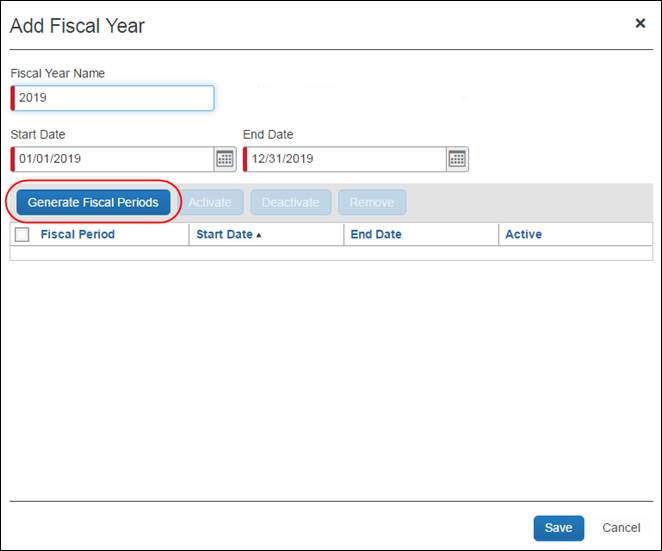 Add Fiscal Year
Fiscal Year Name
2019
Start Date End Date
01/01/2019 12/31/2019
Generate Fiscal Periods Activate Deactivate Remove
Fiscal Period Start Date End Date Active
Save Cancel